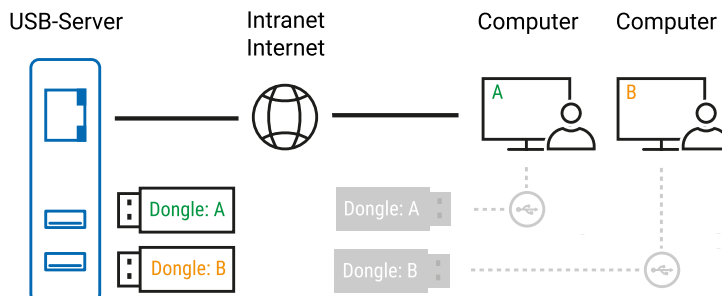 USB-Server
Intranet
Internet
Computer
Computer
A
B
Dongle: A
Dongle: A
Dongle: B
Dongle: B